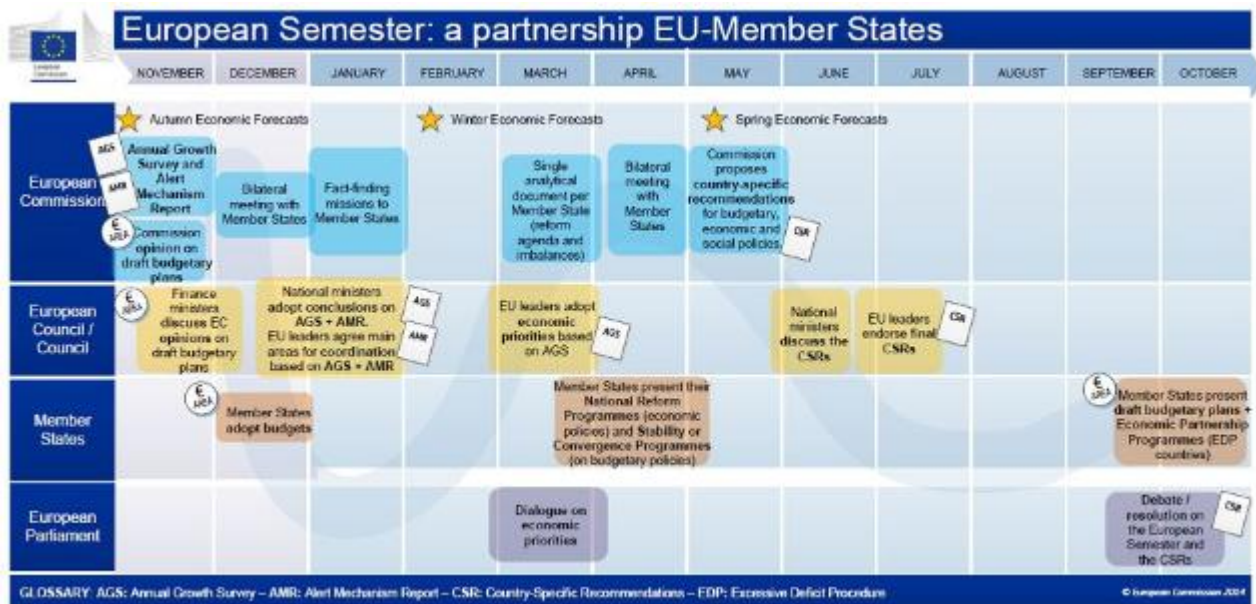 European Semester: a partnership EU-Member States
European
Commission
NOVEMBER
DECEMBER
JANUARY
FEBRUARY
MARCH
APRIL
MAY
JUNE
JULY
AUGUST
SEPTEMBER
OCTOBER
Autumn Economic Forecasts
Winter Economic Forecasts
Spring Economic Forecasts
European
Commission
AGS
AMR
Annual Growth
Survey and
Alert
Mechanism
Report
€
AREA
Commission
opinion on
draft budgetary
plans
Bilateral
meeting with
Member States
Fact-finding
missions to
Member States
Single
analytical
document per
Member State
(reform
agenda and
imbalances)
Bilateral
meeting
with
Member
States
Commission
proposes
country-specific
recommendations
for budgetary,
economic and
social policies
CSR
European
Council /
Council
€
AREA
Finance
ministers
discuss EC
opinions on
draft budgetary
plans
National ministers
adopt conclusions on
AGS + AMR.
EU leaders agree main
areas for coordination
based on AGS + AMR
AGS
AMR
EU leaders adopt
economic
priorities based
on AGS
AGS
National
ministers
discuss the
CSRs
EU leaders
endorse final
CSRs
CSR
Member
States
€
AREA
Member States
adopt budgets
Member States present their
National Reform
Programmes (economic
policies) and Stability or
Convergence Programmes
(on budgetary policies)
€
AREA
Member States present
draft budgetary plans +
Economic Partnership
Programmes (EDP
countries)
European
Parliament
Dialogue on
economic
priorities
Debate /
resolution on
the European
Semester and
the CSRs
CSR
GLOSSARY: AGS: Annual Growth Survey – AMR: Alert Mechanism Report – CSR: Country-Specific Recommendations – EDP: Excessive Deficit Procedure
© European Commission 2014